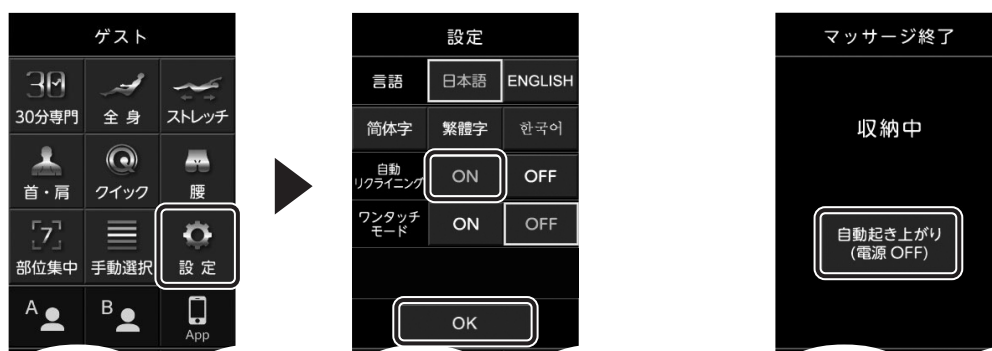 ゲスト
30
30分専門
全身
ストレッチ
首・肩
クイック
腰
7
部位集中
手動選択
設定
A
B
App
設定
言語
日本語
ENGLISH
简体字
繁體字
한국어
自動
リクライニング
ON
OFF
ワンタッチ
モード
ON
OFF
OK
マッサージ終了
収納中
自動起き上がり
(電源 OFF)